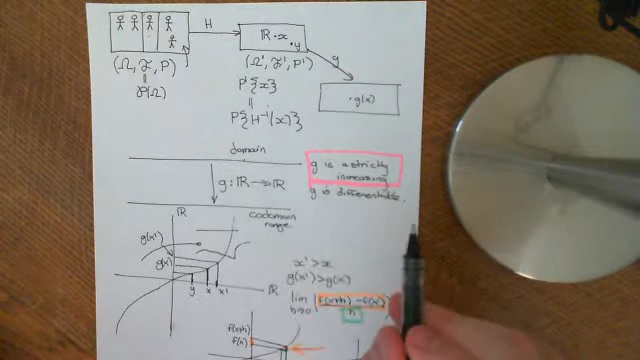 H
ℝ ·x
·y
g
(Ω, ℱ, P)
(Ω', ℱ', P')
||
𝒫(Ω)
P'{x}
||
P{H⁻¹(x)}
·g(x)
domain
g is a strictly
increasing
g: ℝ → ℝ
g is differentiable.
codomain
range
ℝ
g(x')
g(x)
y x x'
ℝ
x' > x
g(x') > g(x)
lim f(x+h) - f(x)
h→0 h
f(x+h)
f(x)